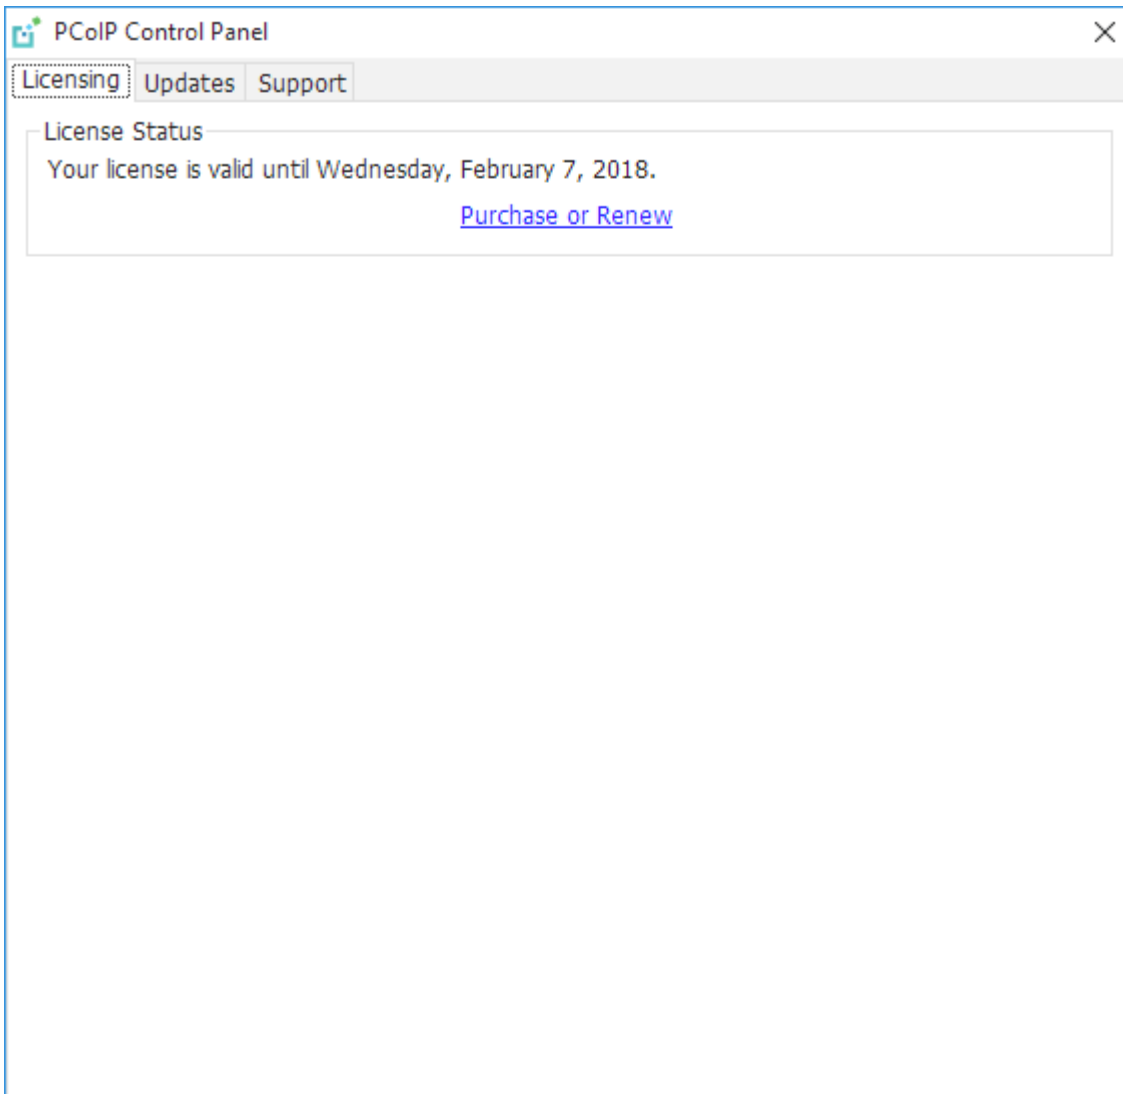 PCoIP Control Panel
Licensing Updates Support
License Status
Your license is valid until Wednesday, February 7, 2018.
Purchase or Renew